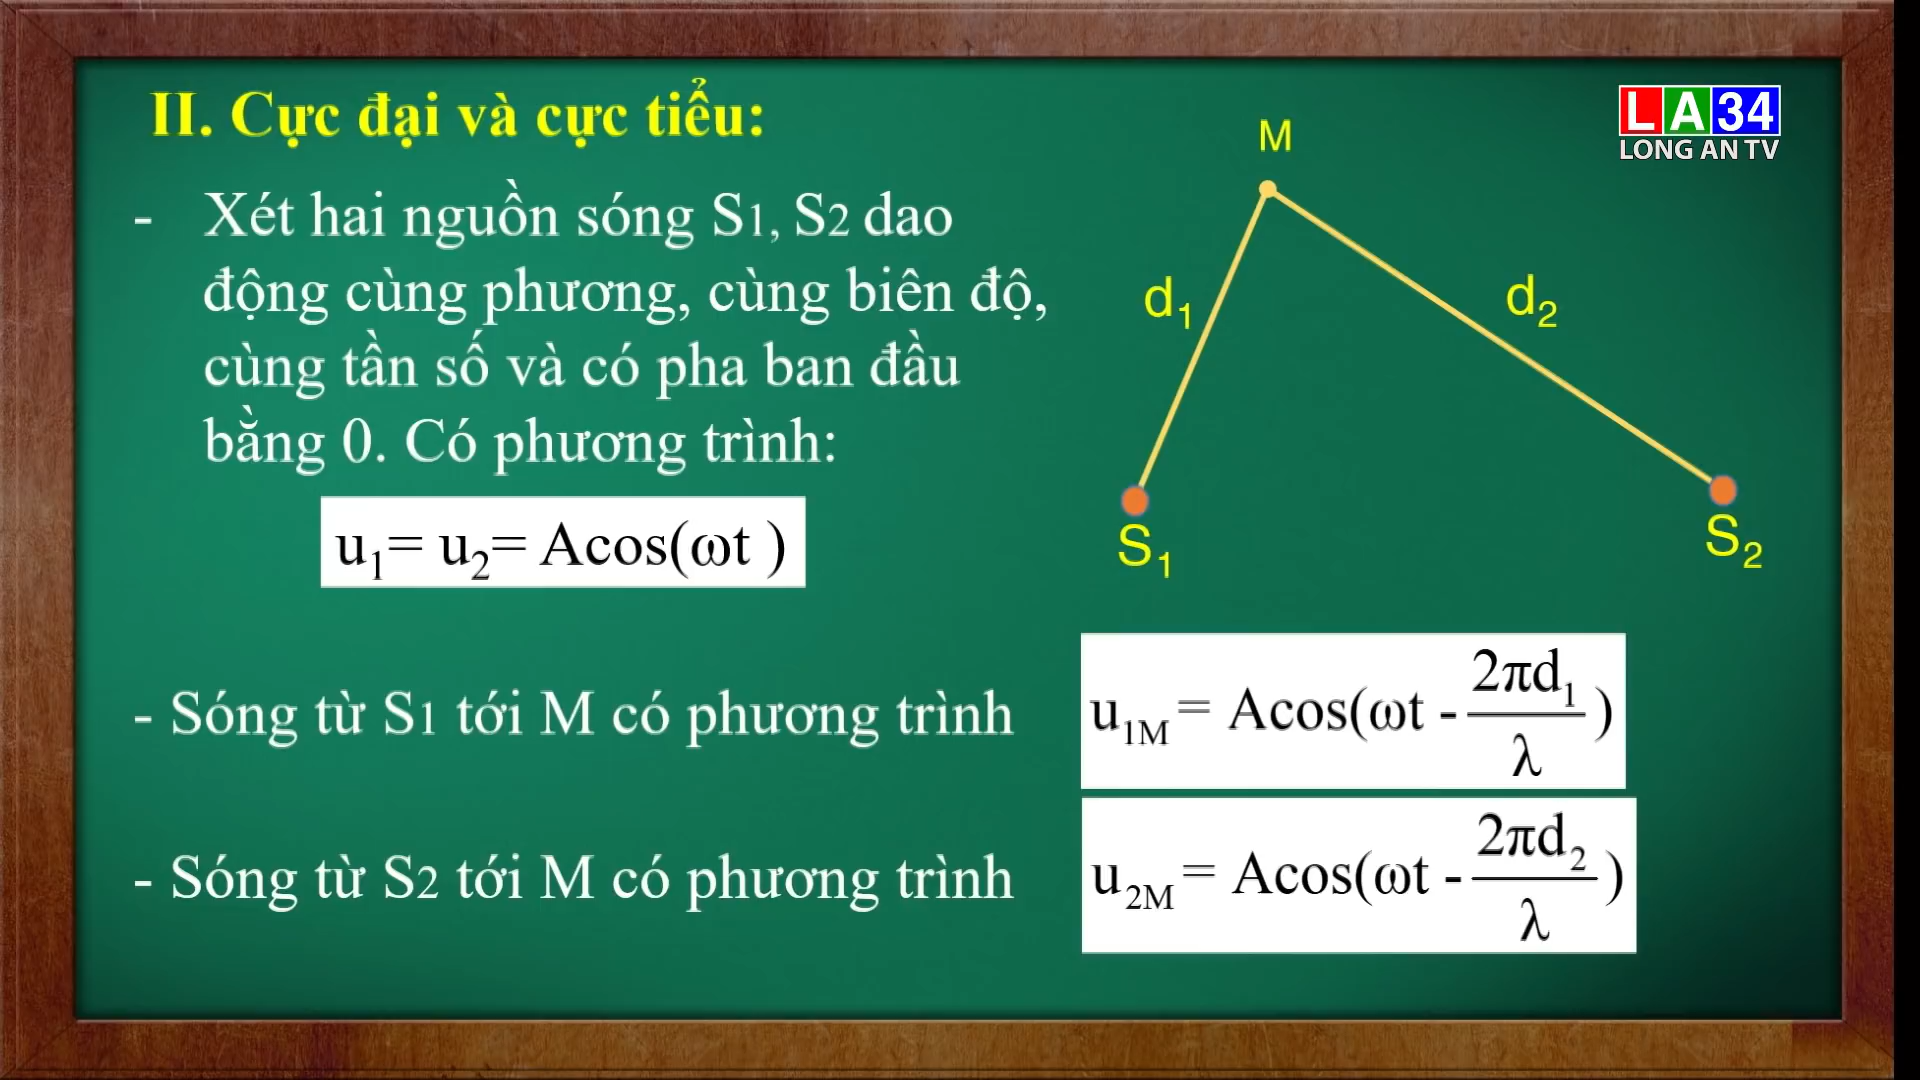 II. Cực đại và cực tiểu:
LA34
LONG AN TV
M
- Xét hai nguồn sóng S1, S2 dao
động cùng phương, cùng biên độ,
cùng tần số và có pha ban đầu
bằng 0. Có phương trình:
d₁
d₂
S₁
S₂
u₁= u₂= Acos(ωt )
- Sóng từ S1 tới M có phương trình
u₁M = Acos(ωt - 2πd₁/λ)
- Sóng từ S2 tới M có phương trình
u₂M = Acos(ωt - 2πd₂/λ)